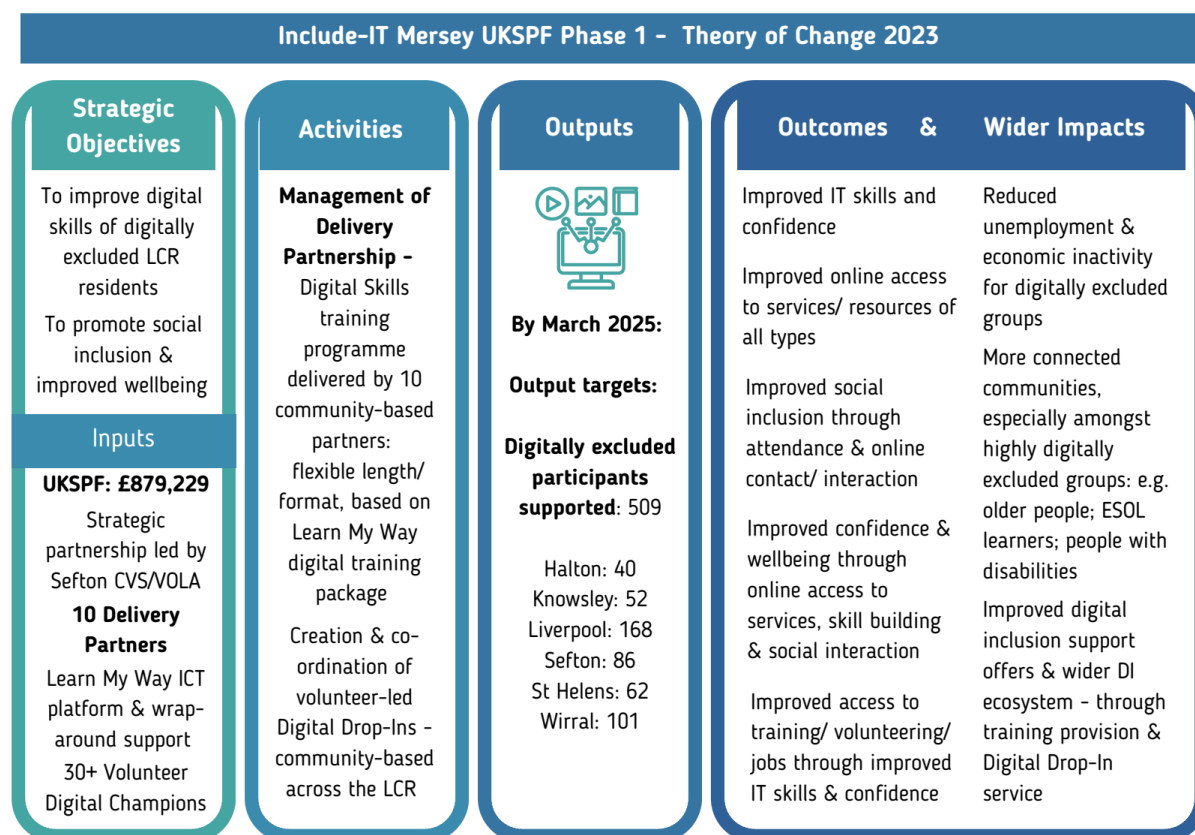 Include-IT Mersey UKSPF Phase 1 - Theory of Change 2023
Strategic
Objectives
To improve digital
skills of digitally
excluded LCR
residents
To promote social
inclusion &
improved wellbeing
Inputs
UKSPF: £879,229
Strategic
partnership led by
Sefton CVS/VOLA
10 Delivery
Partners
Learn My Way ICT
platform & wrap-
around support
30+ Volunteer
Digital Champions
Activities
Management of
Delivery
Partnership -
Digital Skills
training
programme
delivered by 10
community-based
partners:
flexible length/
format, based on
Learn My Way
digital training
package
Creation & co-
ordination of
volunteer-led
Digital Drop-Ins -
community-based
across the LCR
Outputs
By March 2025:
Output targets:
Digitally excluded
participants
supported: 509
Halton: 40
Knowsley: 52
Liverpool: 168
Sefton: 86
St Helens: 62
Wirral: 101
Outcomes & Wider Impacts
Improved IT skills and
confidence
Improved online access
to services/ resources of
all types
Improved social
inclusion through
attendance & online
contact/ interaction
Improved confidence &
wellbeing through
online access to
services, skill building
& social interaction
Improved access to
training/ volunteering/
jobs through improved
IT skills & confidence
Reduced
unemployment &
economic inactivity
for digitally excluded
groups
More connected
communities,
especially amongst
highly digitally
excluded groups: e.g.
older people; ESOL
learners; people with
disabilities
Improved digital
inclusion support
offers & wider DI
ecosystem - through
training provision &
Digital Drop-In
service